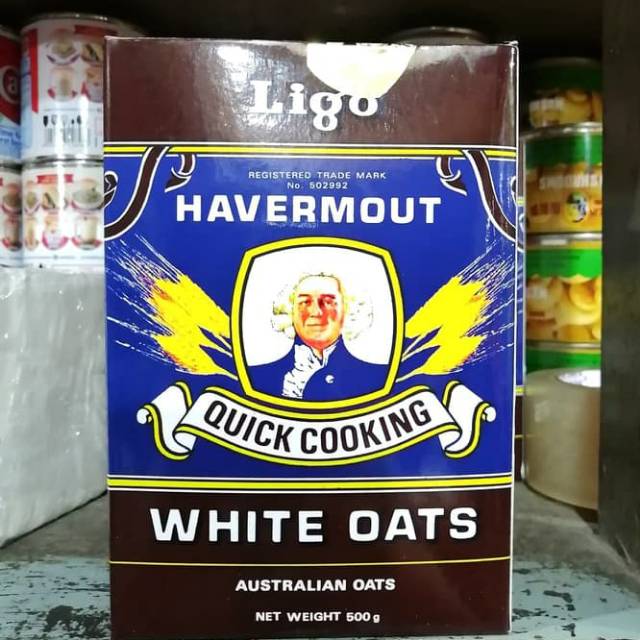 Ligo
REGISTERED TRADE MARK
No. 502992
HAVERMOUT
QUICK COOKING
WHITE OATS
AUSTRALIAN OATS
NET WEIGHT 500g